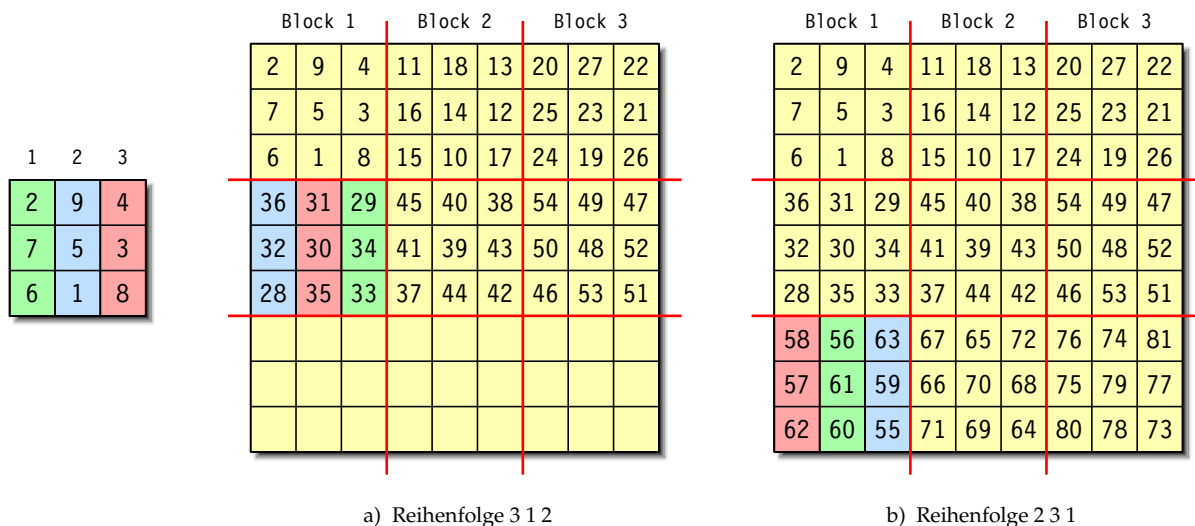 Block 1 Block 2 Block 3 Block 1 Block 2 Block 3
2 9 4 11 18 13 20 27 22 2 9 4 11 18 13 20 27 22
7 5 3 16 14 12 25 23 21 7 5 3 16 14 12 25 23 21
1 2 3 6 1 8 15 10 17 24 19 26 6 1 8 15 10 17 24 19 26
2 9 4 36 31 29 45 40 38 54 49 47 36 31 29 45 40 38 54 49 47
7 5 3 32 30 34 41 39 43 50 48 52 32 30 34 41 39 43 50 48 52
6 1 8 28 35 33 37 44 42 46 53 51 28 35 33 37 44 42 46 53 51
58 56 63 67 65 72 76 74 81
57 61 59 66 70 68 75 79 77
62 60 55 71 69 64 80 78 73
a) Reihenfolge 3 1 2 b) Reihenfolge 2 3 1